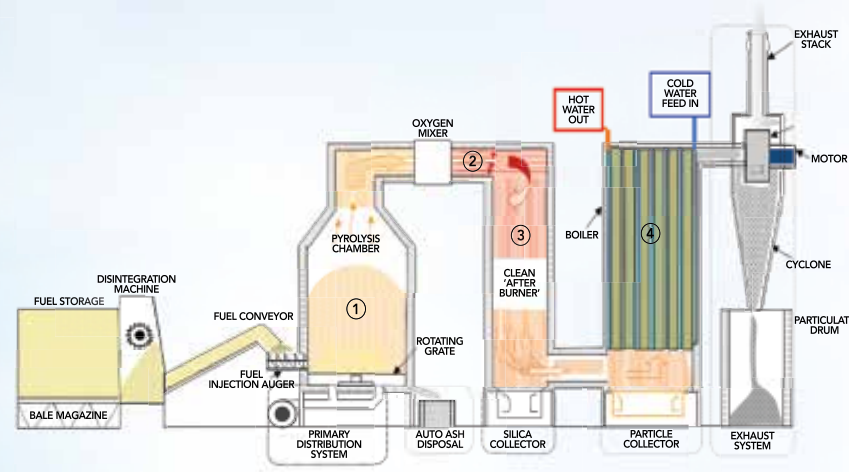 EXHAUST
STACK
COLD
WATER
FEED IN
HOT
WATER
OUT
OXYGEN
MIXER
2
MOTOR
3
BOILER
4
PYROLYSIS
CHAMBER
CYCLONE
CLEAN
'AFTER
BURNER'
DISINTEGRATION
MACHINE
FUEL STORAGE
1
FUEL CONVEYOR
PARTICULAT
DRUM
ROTATING
GRATE
FUEL
INJECTION AUGER
BALE MAGAZINE
PRIMARY
DISTRIBUTION
SYSTEM
AUTO ASH
DISPOSAL
SILICA
COLLECTOR
PARTICLE
COLLECTOR
EXHAUST
SYSTEM